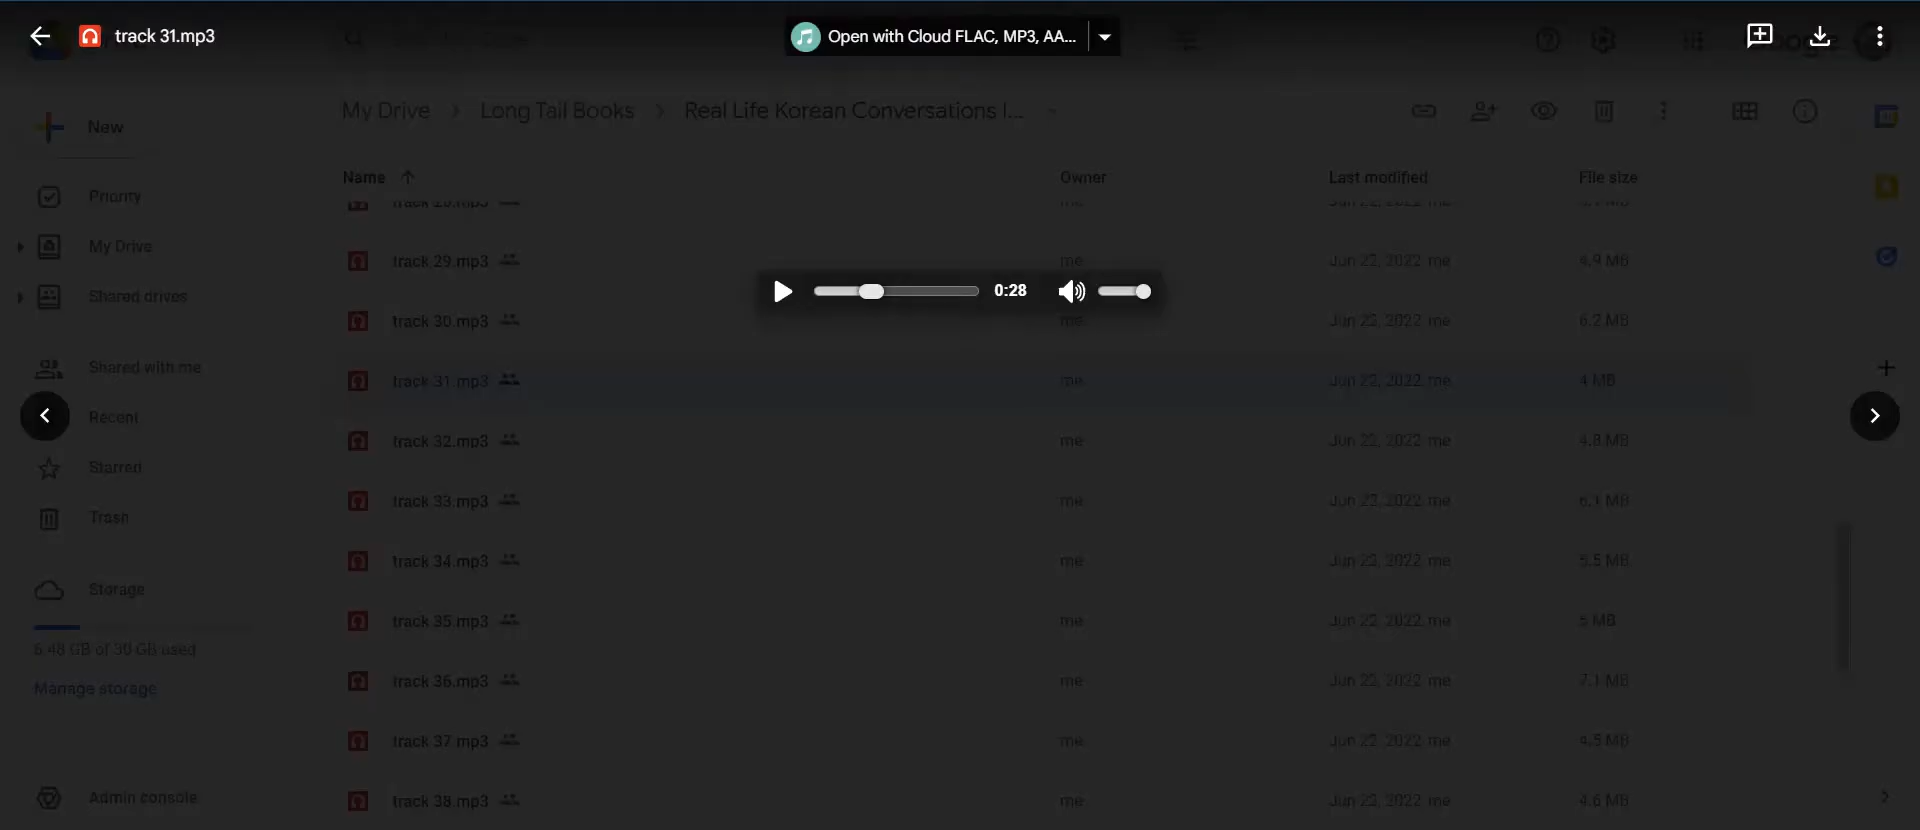 track 31.mp3
Open with Cloud FLAC, MP3, AA...
New
My Drive
Long Tail Books
Real Life Korean Conversations I...
Name
Owner
Last modified
File size
Priority
My Drive
Shared drives
Shared with me
Recent
Starred
Trash
Storage
6.48 GB of 30 GB used
Manage storage
Admin console
track 29.mp3 me Jun 22, 2022 me 4.9 MB
0:28
track 30.mp3 me Jun 22, 2022 me 6.2 MB
track 31.mp3 me Jun 22, 2022 me 4 MB
track 32.mp3 me Jun 22, 2022 me 4.8 MB
track 33.mp3 me Jun 22, 2022 me 6.1 MB
track 34.mp3 me Jun 22, 2022 me 5.5 MB
track 35.mp3 me Jun 22, 2022 me 5 MB
track 36.mp3 me Jun 22, 2022 me 7.1 MB
track 37.mp3 me Jun 22, 2022 me 4.5 MB
track 38.mp3 me Jun 22, 2022 me 4.6 MB